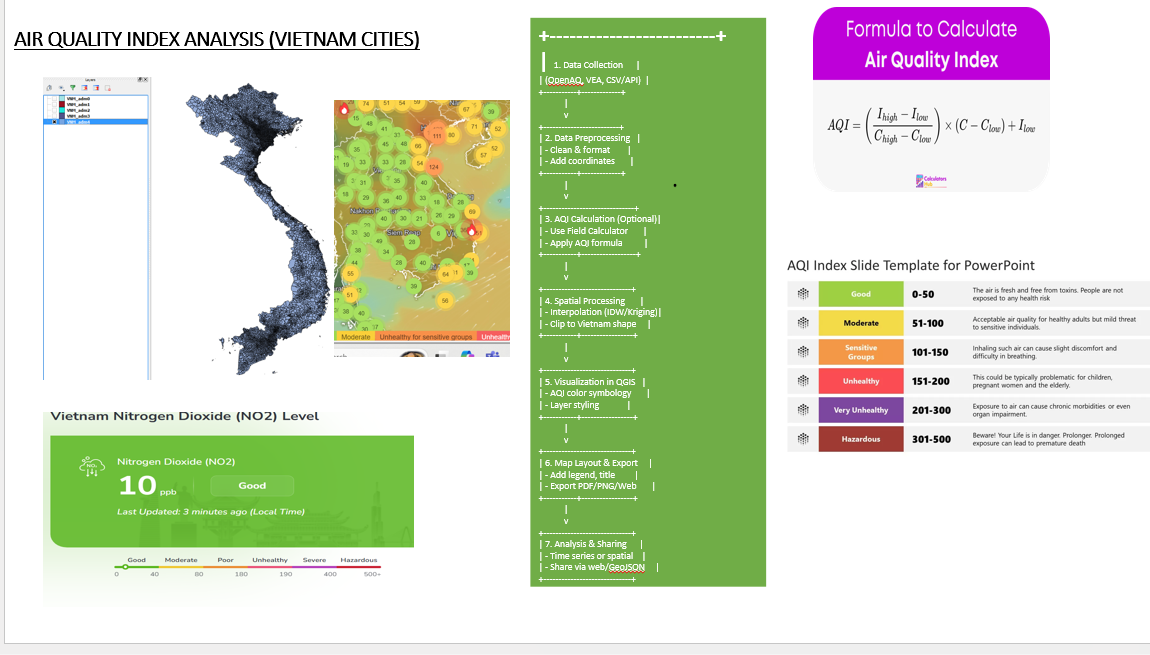 AIR QUALITY INDEX ANALYSIS (VIETNAM CITIES)
Layers
VNM_adm0
VNM_adm1
VNM_adm2
VNM_adm3
VNM_adm4
Moderate
Unhealthy for sensitive groups
Unhealth
Vietnam Nitrogen Dioxide (NO2) Level
NO₂
Nitrogen Dioxide (NO2)
10 ppb
Good
Last Updated: 3 minutes ago (Local Time)
Good Moderate Poor Unhealthy Severe Hazardous
0 40 80 180 190 400 500+
+-------------------------+
| 1. Data Collection |
| (OpenAQ, VEA, CSV/API) |
+-----------+-------------+
|
v
+-------------------------+
| 2. Data Preprocessing |
| - Clean & format |
| - Add coordinates |
+-----------+-------------+
|
v
+-------------------------+
| 3. AQI Calculation (Optional)|
| - Use Field Calculator |
| - Apply AQI formula |
+-----------+-------------+
|
v
+-------------------------+
| 4. Spatial Processing |
| - Interpolation (IDW/Kriging)|
| - Clip to Vietnam shape |
+-----------+-------------+
|
v
+-------------------------+
| 5. Visualization in QGIS |
| - AQI color symbology |
| - Layer styling |
+-----------+-------------+
|
v
+-------------------------+
| 6. Map Layout & Export |
| - Add legend, title |
| - Export PDF/PNG/Web |
+-----------+-------------+
|
v
+-------------------------+
| 7. Analysis & Sharing |
| - Time series or spatial |
| - Share via web/GeoJSON |
+-------------------------+
Formula to Calculate
Air Quality Index
AQI = ( (I_high − I_low) / (C_high − C_low) ) × (C − C_low) + I_low
Calculators
Hub
AQI Index Slide Template for PowerPoint
Good 0-50 The air is fresh and free from toxins. People are not
exposed to any health risk
Moderate 51-100 Acceptable air quality for healthy adults but mild threat
to sensitive individuals.
Sensitive
Groups 101-150 Inhaling such air can cause slight discomfort and
difficulty in breathing.
Unhealthy 151-200 This could be typically problematic for children,
pregnant women and the elderly.
Very Unhealthy 201-300 Exposure to air can cause chronic morbidities or even
organ impairment.
Hazardous 301-500 Beware! Your Life is in danger. Prolonger. Prolonged
exposure can lead to premature death